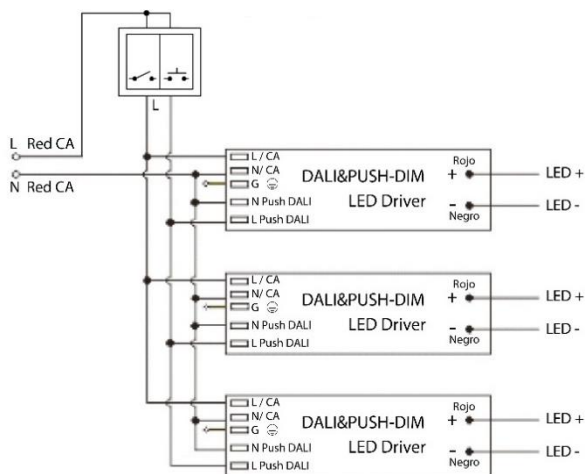 L
L Red CA
N Red CA
L / CA
N/ CA
G
N Push DALI
L Push DALI
DALI&PUSH-DIM
LED Driver
Rojo
+
-
Negro
LED +
LED -
L / CA
N/ CA
G
N Push DALI
L Push DALI
DALI&PUSH-DIM
LED Driver
Rojo
+
-
Negro
LED +
LED -
L / CA
N/ CA
G
N Push DALI
L Push DALI
DALI&PUSH-DIM
LED Driver
Rojo
+
-
Negro
LED +
LED -